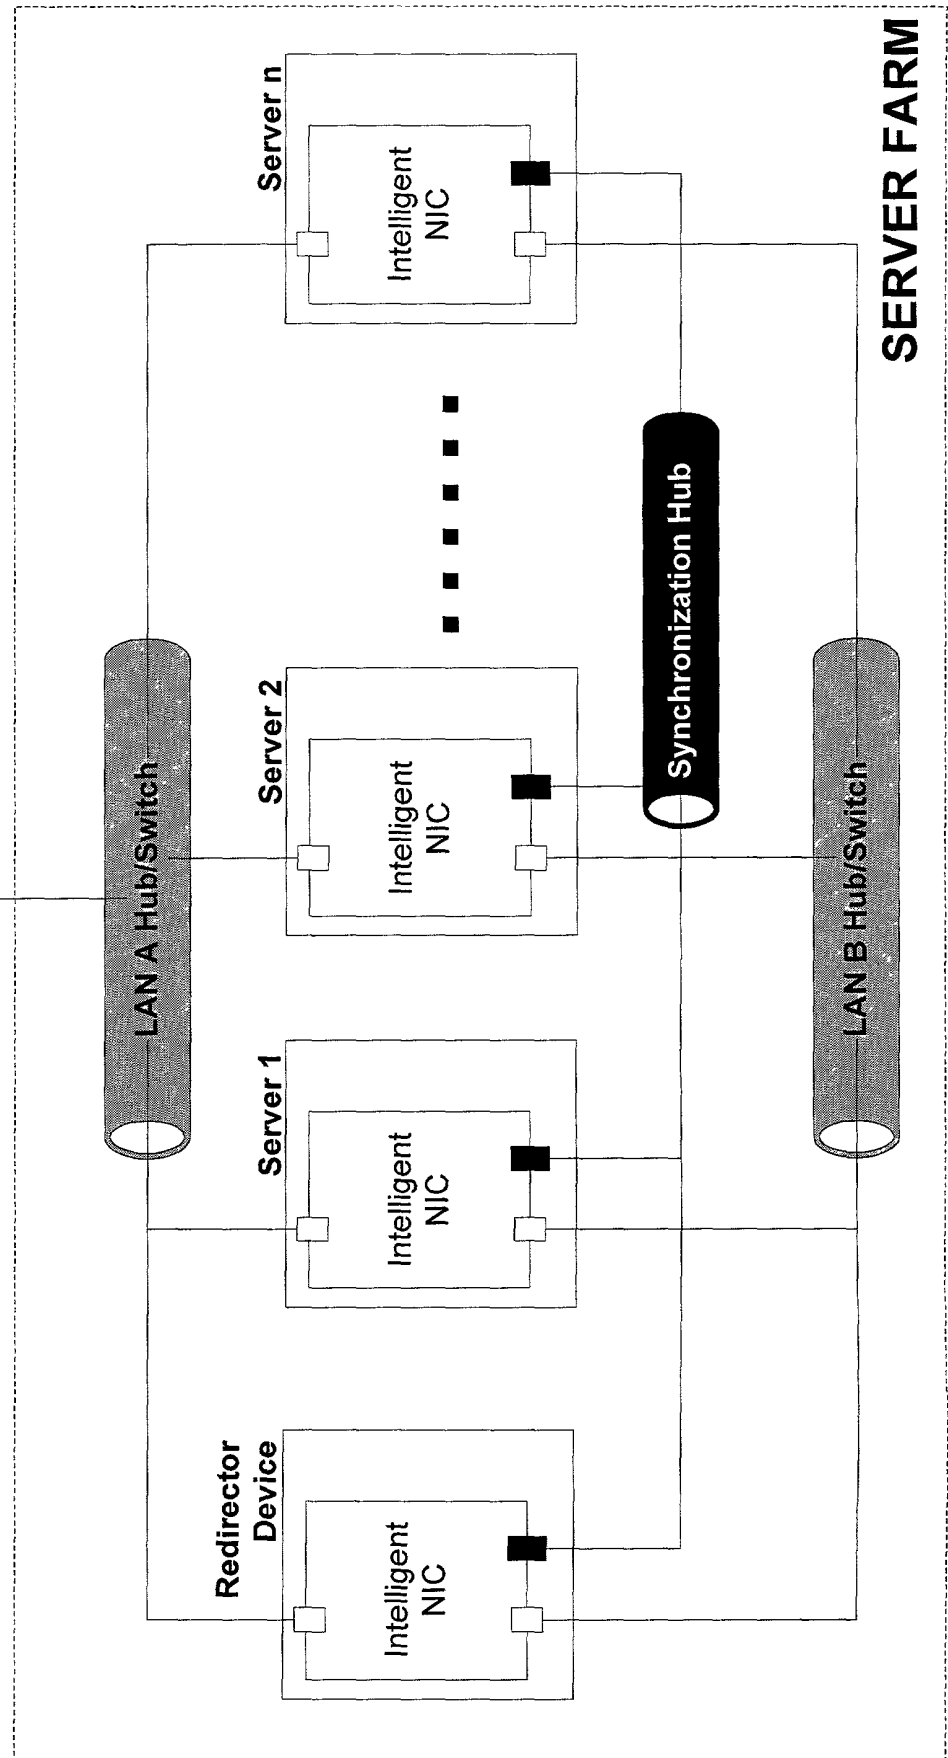 LAN A Hub/Switch
Redirector
Device
Server 1
Server 2
Server n
Intelligent
NIC
Intelligent
NIC
Intelligent
NIC
Intelligent
NIC
Synchronization Hub
LAN B Hub/Switch
SERVER FARM